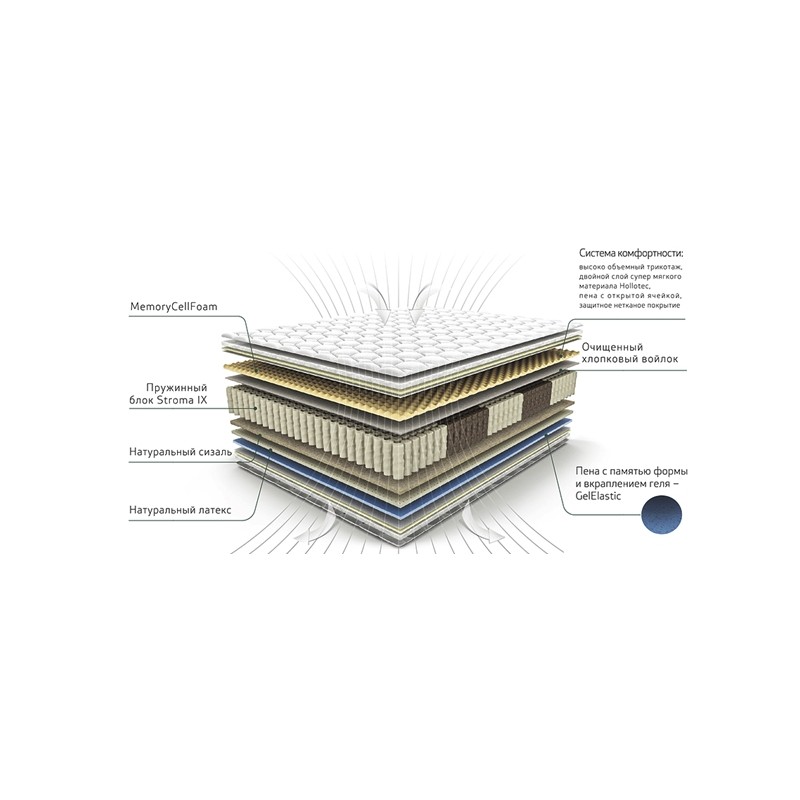 Система комфортности:
высоко объемный трикотаж,
двойной слой супер мягкого
материала Hollotec,
пена с открытой ячейкой,
защитное нетканое покрытие
MemoryCellFoam
Очищенный
хлопковый войлок
Пружинный
блок Stroma IX
Натуральный сизаль
Пена с памятью формы
и вкраплением геля –
GelElastic
Натуральный латекс